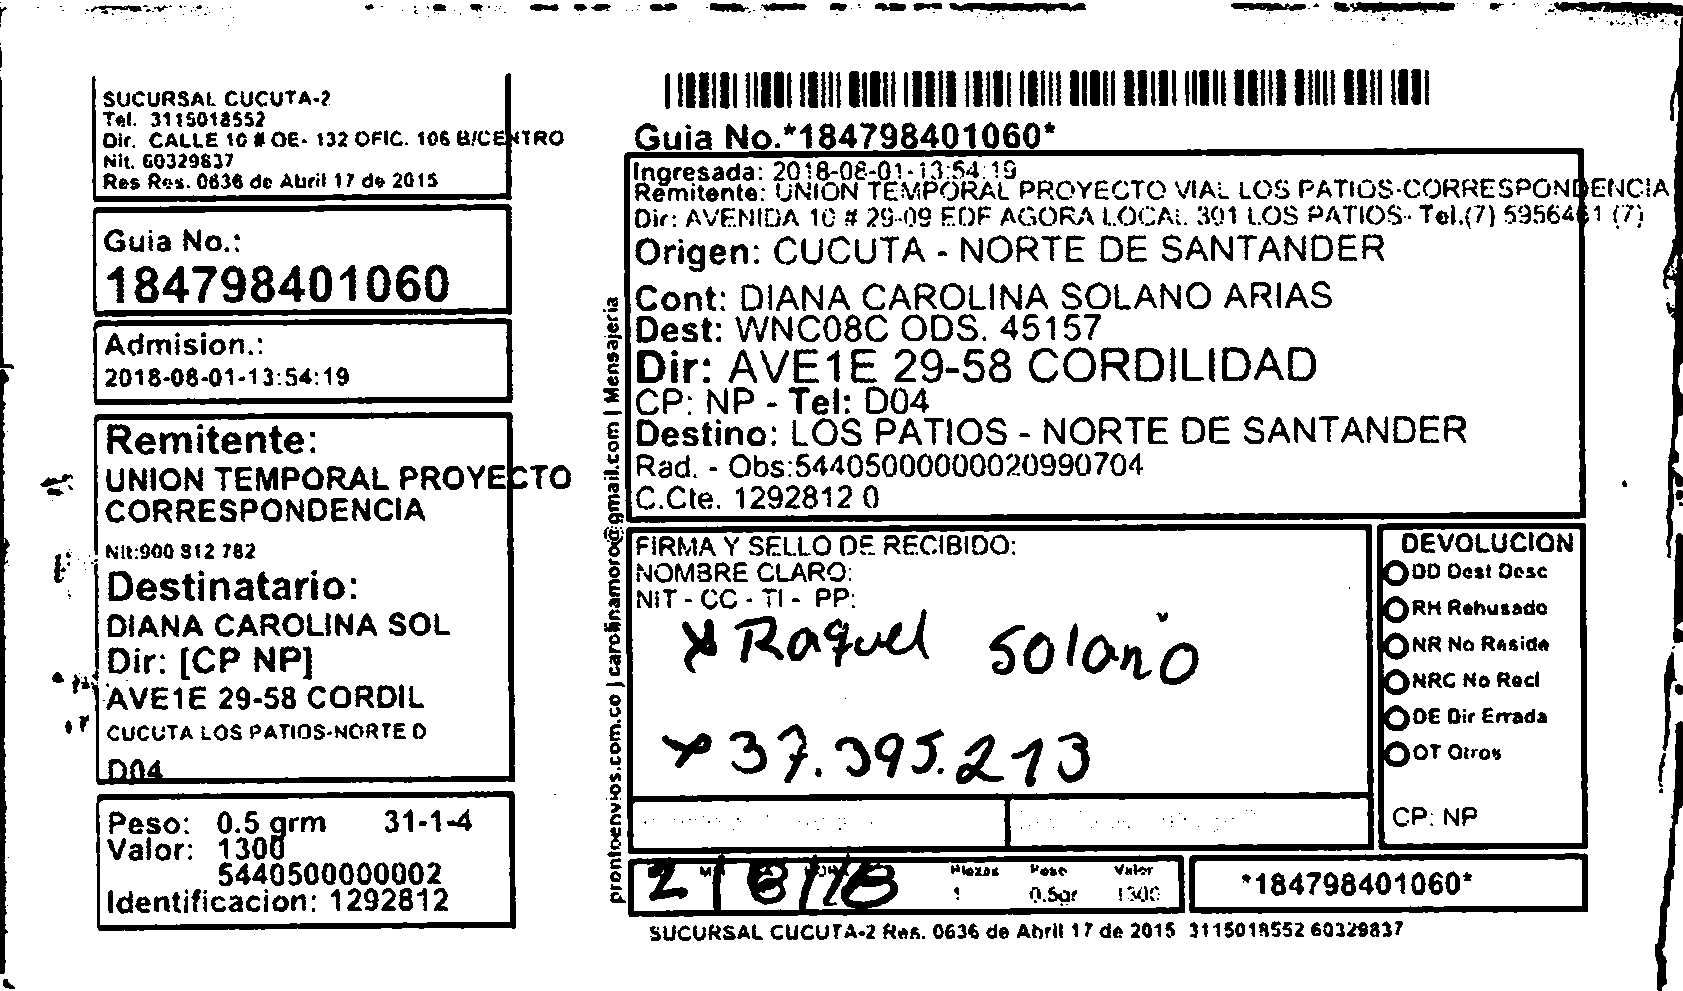 SUCURSAL CUCUTA-2
Tel. 3115018552
Dir. CALLE 10 # OE- 132 OFIC. 106 B/CENTRO
Nit. 60329837
Res Res. 0636 de Abril 17 de 2015
Guia No.:
184798401060
Admision.:
2018-08-01-13:54:19
Remitente:
UNION TEMPORAL PROYECTO
CORRESPONDENCIA
Nit:900 812 782
Destinatario:
DIANA CAROLINA SOL
Dir: [CP NP]
AVE1E 29-58 CORDIL
CUCUTA LOS PATIOS-NORTE D
D04
Peso: 0.5 grm 31-1-4
Valor: 1300
5440500000002
Identificacion: 1292812
prontoenvios.com.co | carolinamoro@gmail.com | Mensajeria
Guia No.*184798401060*
Ingresada: 2018-08-01-13:54:19
Remitente: UNION TEMPORAL PROYECTO VIAL LOS PATIOS-CORRESPONDENCIA
Dir: AVENIDA 10 # 29-09 EDF AGORA LOCAL 301 LOS PATIOS- Tel.(7) 5956461 (7)
Origen: CUCUTA - NORTE DE SANTANDER
Cont: DIANA CAROLINA SOLANO ARIAS
Dest: WNC08C ODS. 45157
Dir: AVE1E 29-58 CORDILIDAD
CP: NP - Tel: D04
Destino: LOS PATIOS - NORTE DE SANTANDER
Rad. - Obs:54405000000020990704
C.Cte. 1292812 0
FIRMA Y SELLO DE RECIBIDO:
NOMBRE CLARO:
NIT - CC - TI - PP:
x Raquel Solano
x 37.395.213
DEVOLUCION
DD Dest Desc
RH Rehusado
NR No Reside
NRC No Recl
DE Dir Errada
OT Otros
CP: NP
2 8 18
Piezas Peso Valor
1 0.5gr 1300
*184798401060*
SUCURSAL CUCUTA-2 Res. 0636 de Abril 17 de 2015 3115018552 60329837